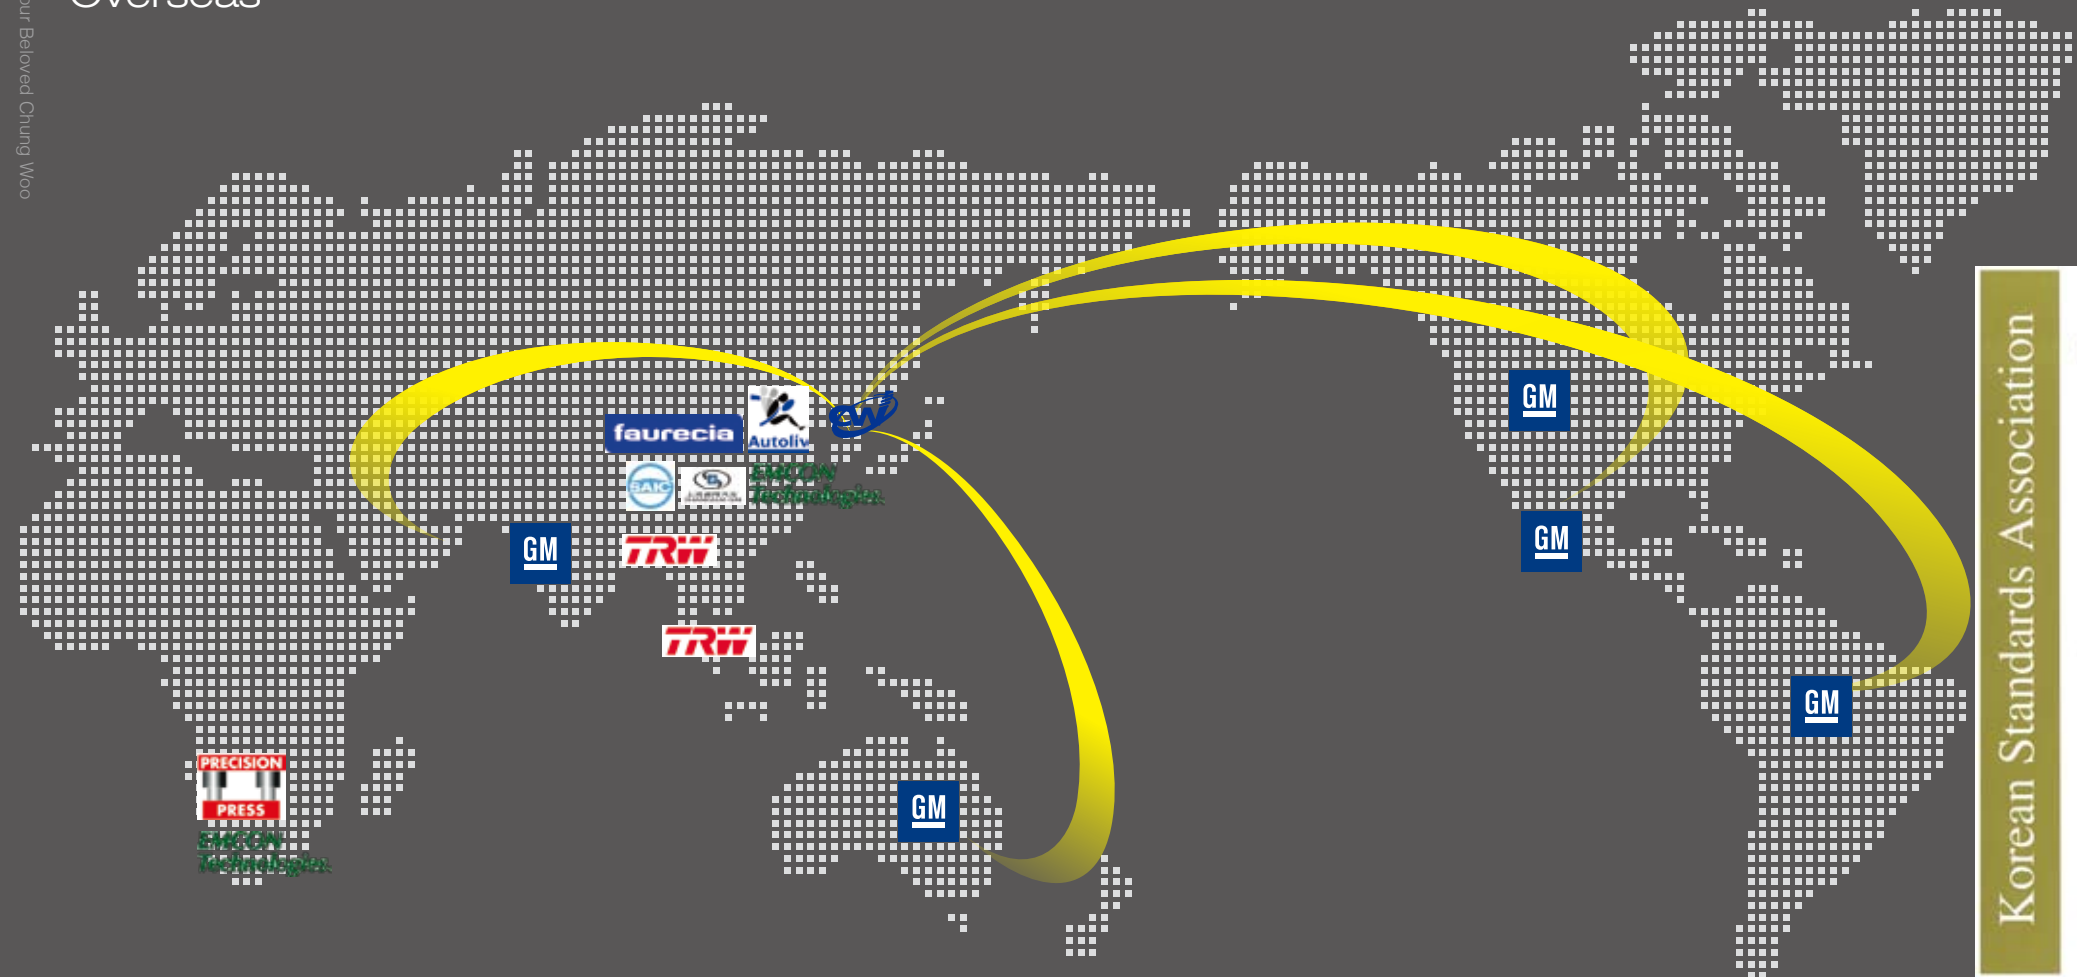 Overseas
our Beloved Chung Woo
GM
GM
faurecia
Autoliv
SAIC
EMCON
Technologies
GM
TRW
GM
TRW
GM
PRECISION
PRESS
GM
EMCON
Technologies
Korean Standards Association